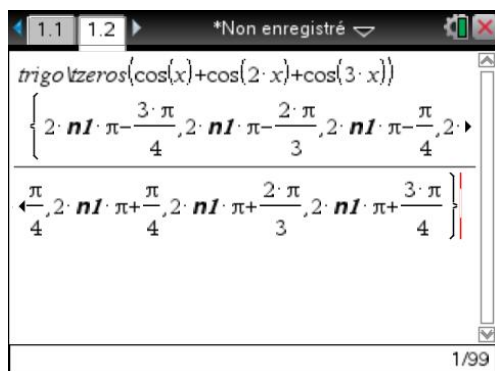 1.1 1.2 *Non enregistré
trigo\tzeros(cos(x)+cos(2·x)+cos(3·x))
{2·n1·π-3·π/4,2·n1·π-2·π/3,2·n1·π-π/4,2·▸
◂π/4,2·n1·π+π/4,2·n1·π+2·π/3,2·n1·π+3·π/4}
1/99